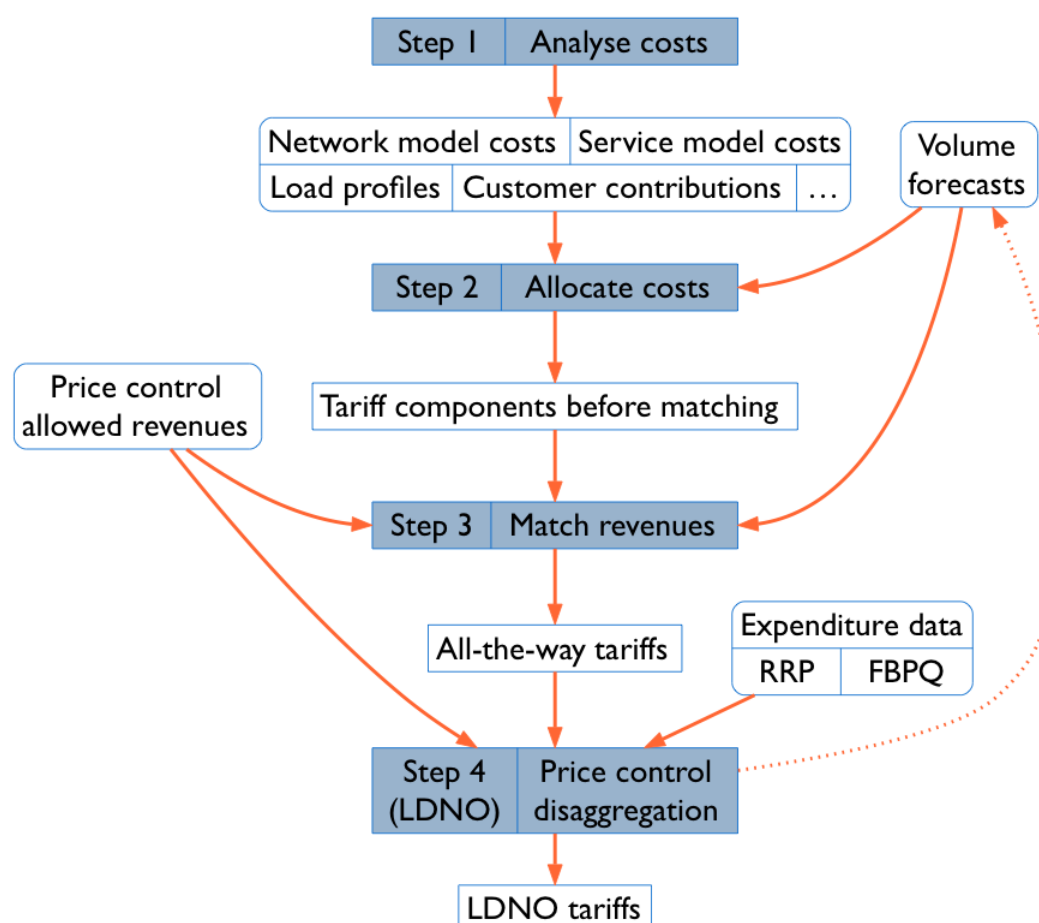 Step 1 Analyse costs
Network model costs Service model costs
Load profiles Customer contributions …
Volume
forecasts
Step 2 Allocate costs
Price control
allowed revenues
Tariff components before matching
Step 3 Match revenues
All-the-way tariffs
Expenditure data
RRP FBPQ
Step 4
(LDNO)
Price control
disaggregation
LDNO tariffs